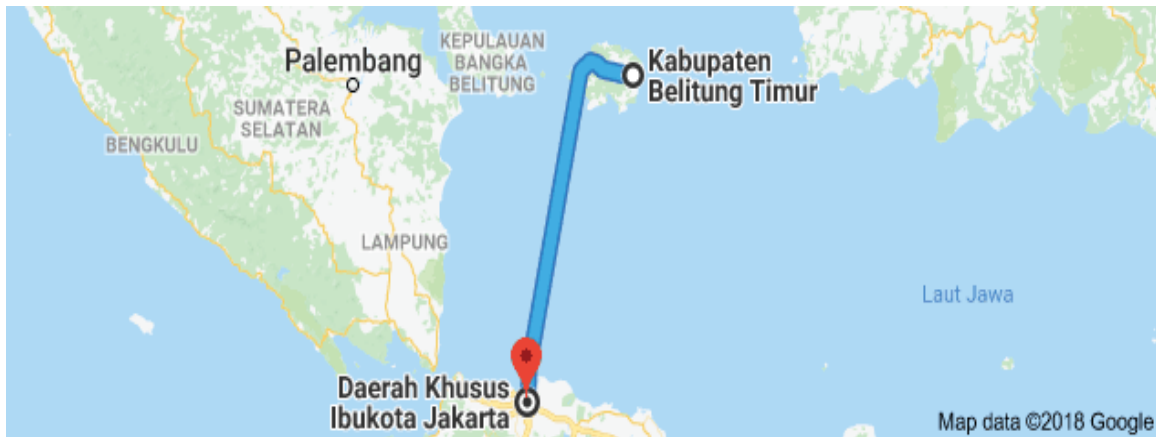 KEPULAUAN
BANGKA
BELITUNG
Palembang
Kabupaten
Belitung Timur
SUMATERA
SELATAN
BENGKULU
LAMPUNG
Laut Jawa
Daerah Khusus
Ibukota Jakarta
Map data ©2018 Google